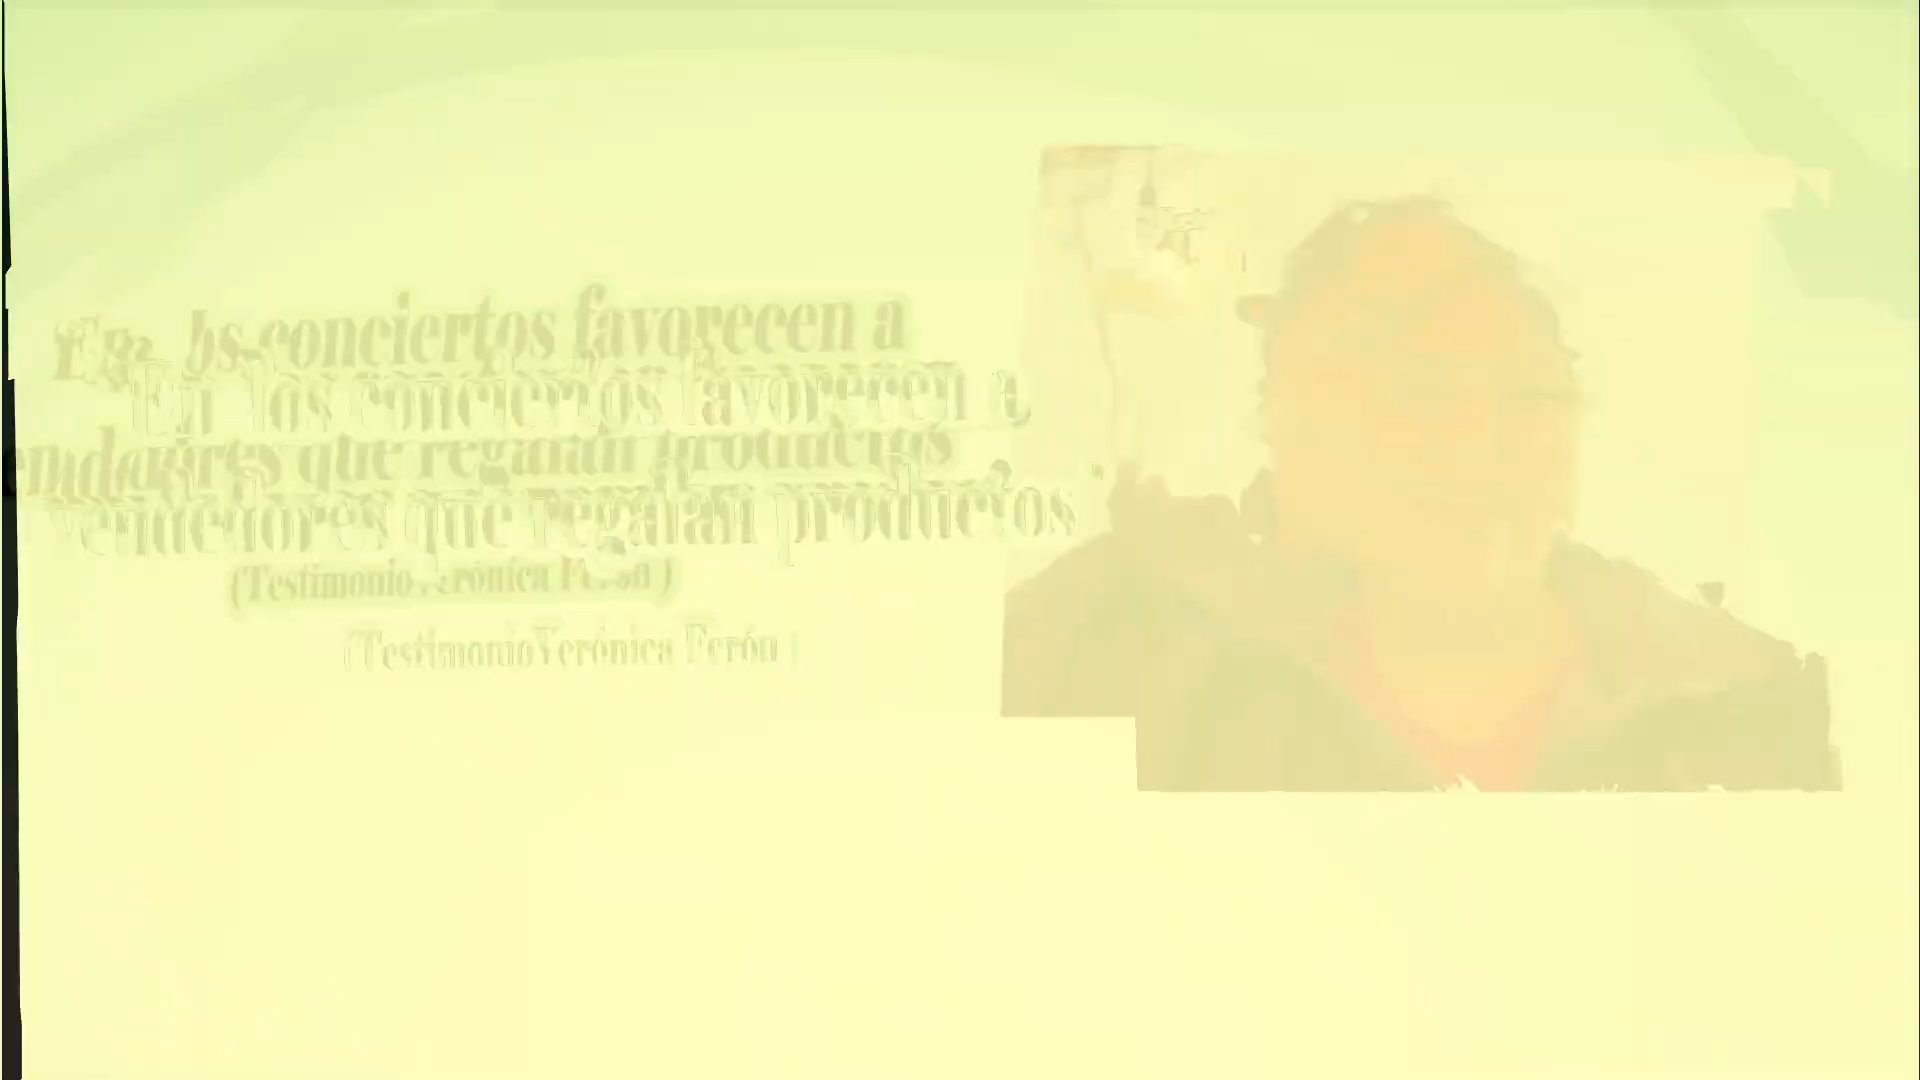 "En los conciertos favorecen a
vendedores que regalan productos"
(Testimonio Verónica Ferón )